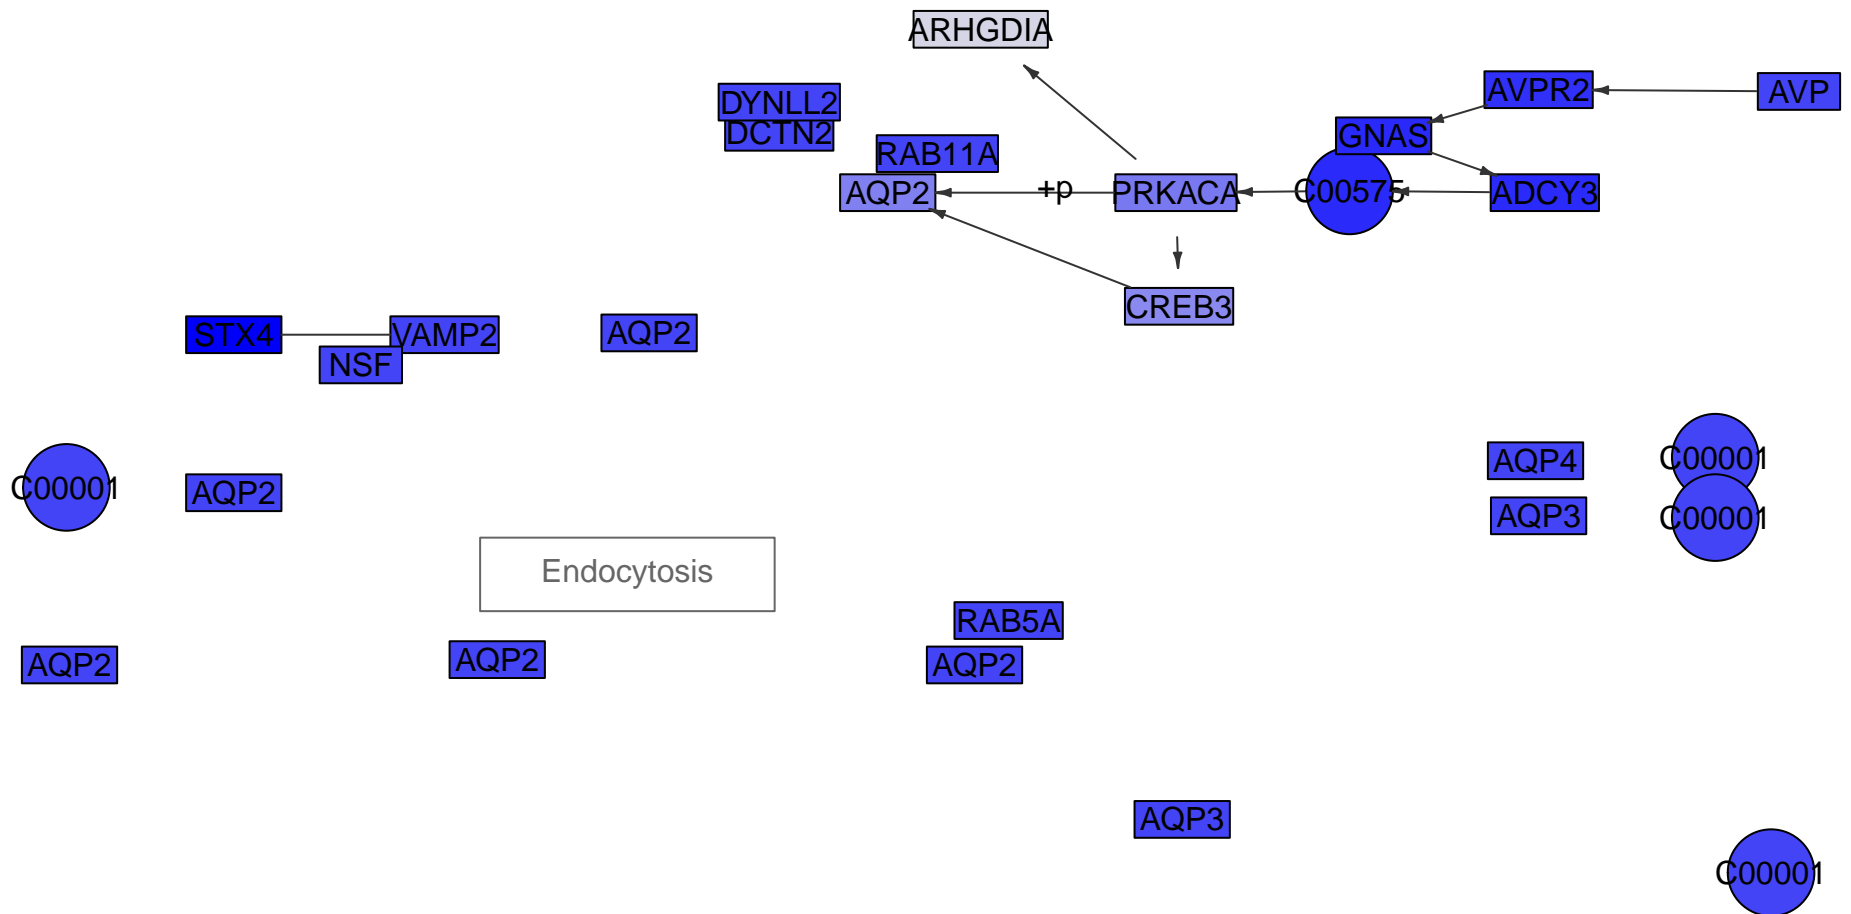 ARHGDIA
AVPR2
AVP
DYNLL2
DCTN2
GNAS
RAB11A
AQP2
+p
PRKACA
C00575
ADCY3
CREB3
STX4
VAMP2
AQP2
NSF
C00001
AQP2
AQP4
C00001
AQP3
C00001
Endocytosis
RAB5A
AQP2
AQP2
AQP2
AQP3
C00001